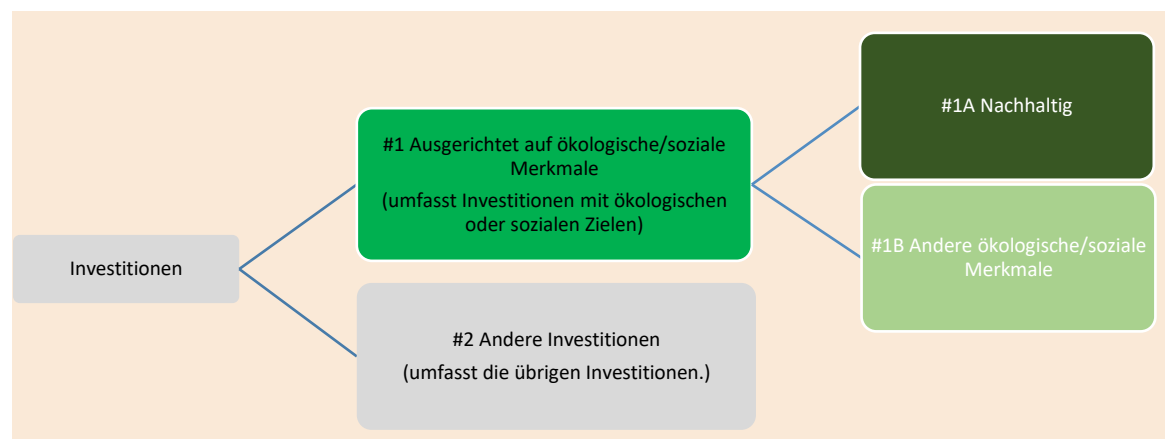 Investitionen
#1 Ausgerichtet auf ökologische/soziale
Merkmale
(umfasst Investitionen mit ökologischen
oder sozialen Zielen)
#2 Andere Investitionen
(umfasst die übrigen Investitionen.)
#1A Nachhaltig
#1B Andere ökologische/soziale
Merkmale